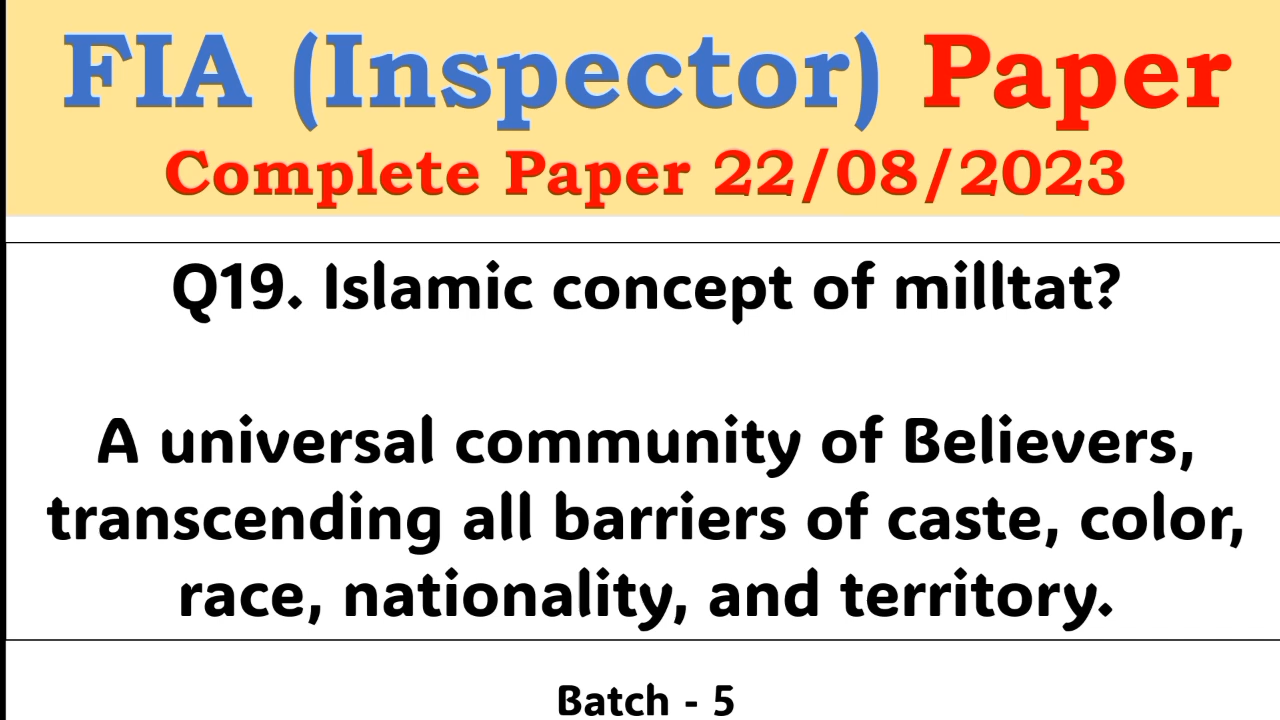 FIA (Inspector) Paper
Complete Paper 22/08/2023
Q19. Islamic concept of milltat?
A universal community of Believers,
transcending all barriers of caste, color,
race, nationality, and territory.
Batch - 5